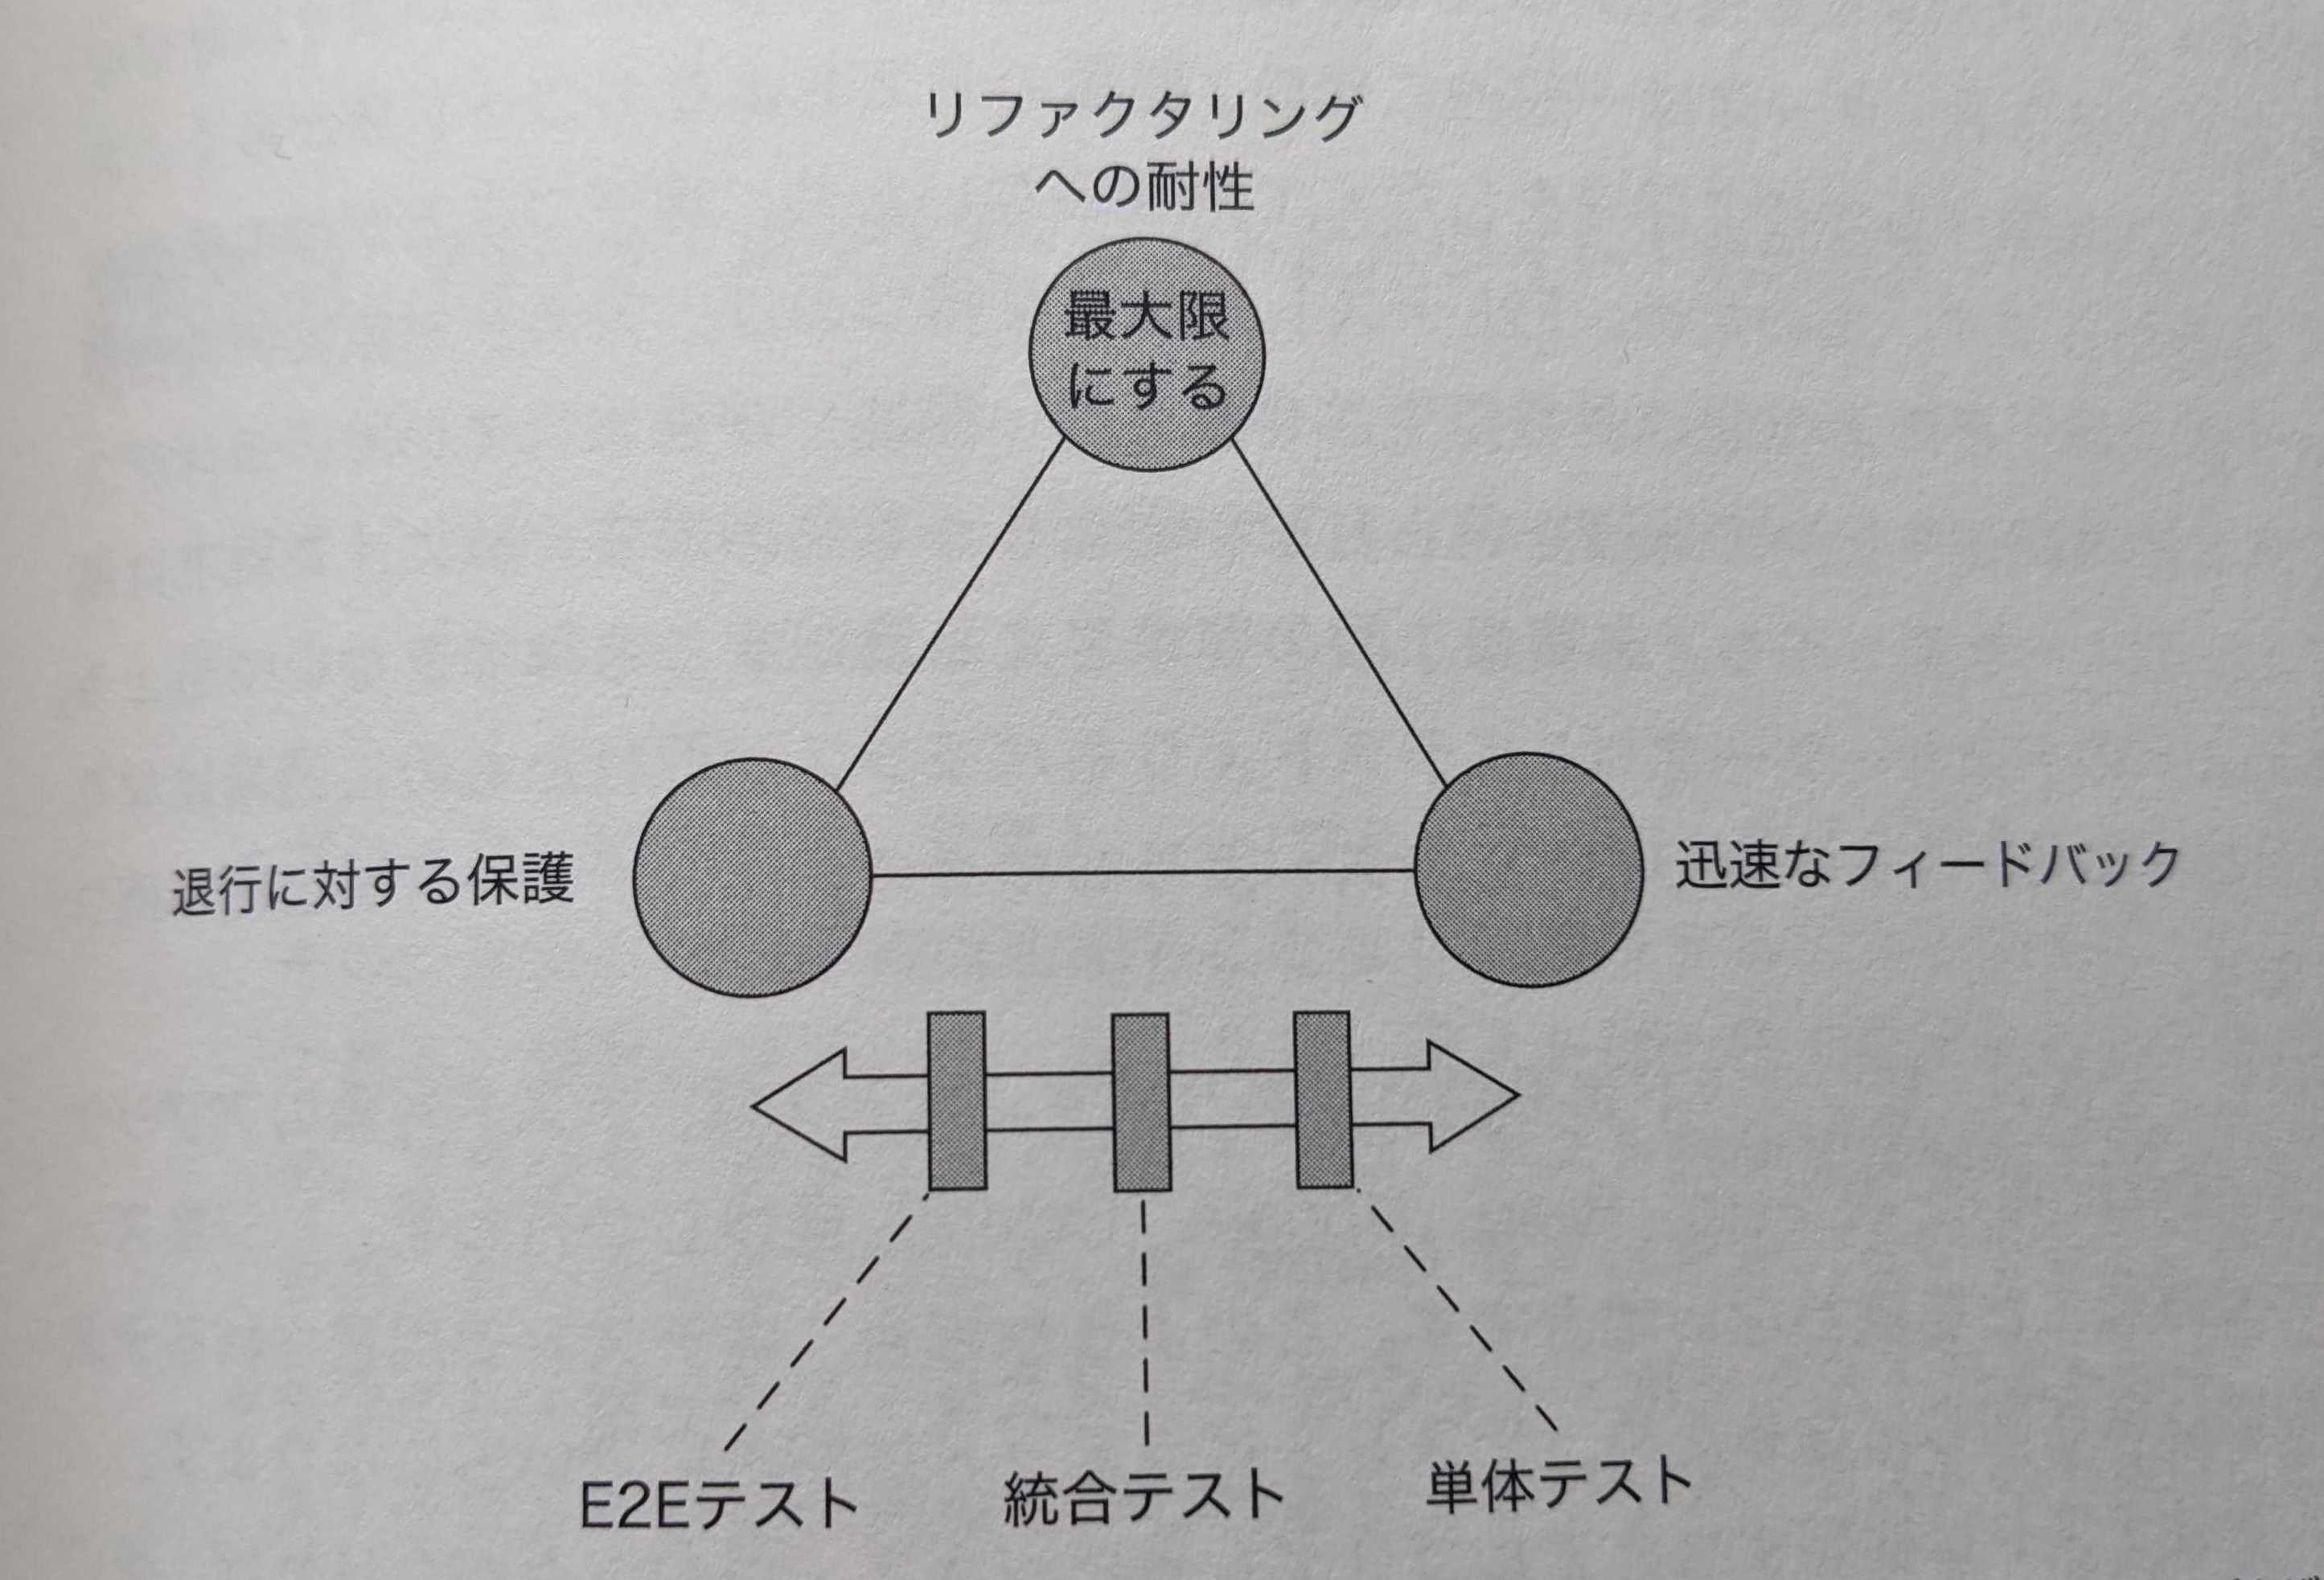 リファクタリング
への耐性
最大限
にする
退行に対する保護
迅速なフィードバック
E2Eテスト
統合テスト
単体テスト